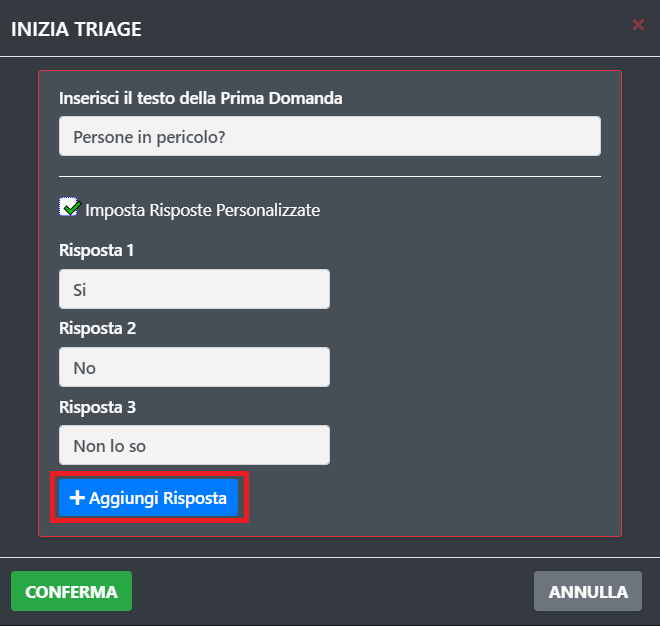 INIZIA TRIAGE
Inserisci il testo della Prima Domanda
Persone in pericolo?
Imposta Risposte Personalizzate
Risposta 1
Si
Risposta 2
No
Risposta 3
Non lo so
Aggiungi Risposta
CONFERMA
ANNULLA